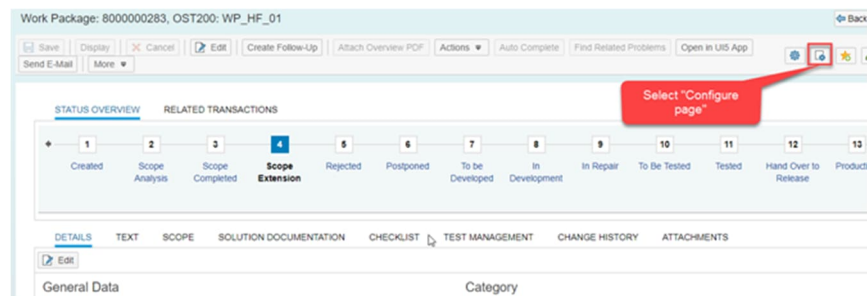 Work Package: 8000000283, OST200: WP_HF_01
Back
Save Display Cancel Edit Create Follow-Up Attach Overview PDF Actions Auto Complete Find Related Problems Open in UI5 App
Send E-Mail More
Select "Configure
page"
STATUS OVERVIEW RELATED TRANSACTIONS
1 2 3 4 5 6 7 8 9 10 11 12 13
Created Scope Scope Scope Rejected Postponed To be In In Repair To Be Tested Tested Hand Over to
Analysis Completed Extension Developed Development Release
DETAILS TEXT SCOPE SOLUTION DOCUMENTATION CHECKLIST TEST MANAGEMENT CHANGE HISTORY ATTACHMENTS
Edit
General Data Category